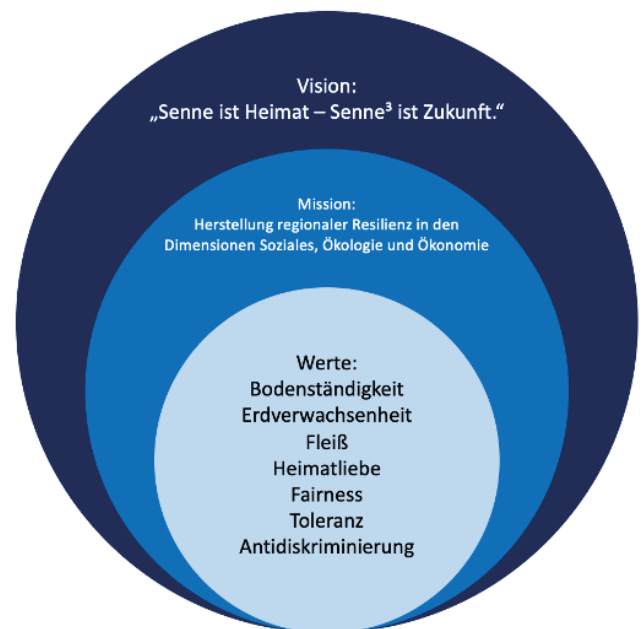 Vision:
„Senne ist Heimat – Senne³ ist Zukunft.“
Mission:
Herstellung regionaler Resilienz in den
Dimensionen Soziales, Ökologie und Ökonomie
Werte:
Bodenständigkeit
Erdverwachsenheit
Fleiß
Heimatliebe
Fairness
Toleranz
Antidiskriminierung